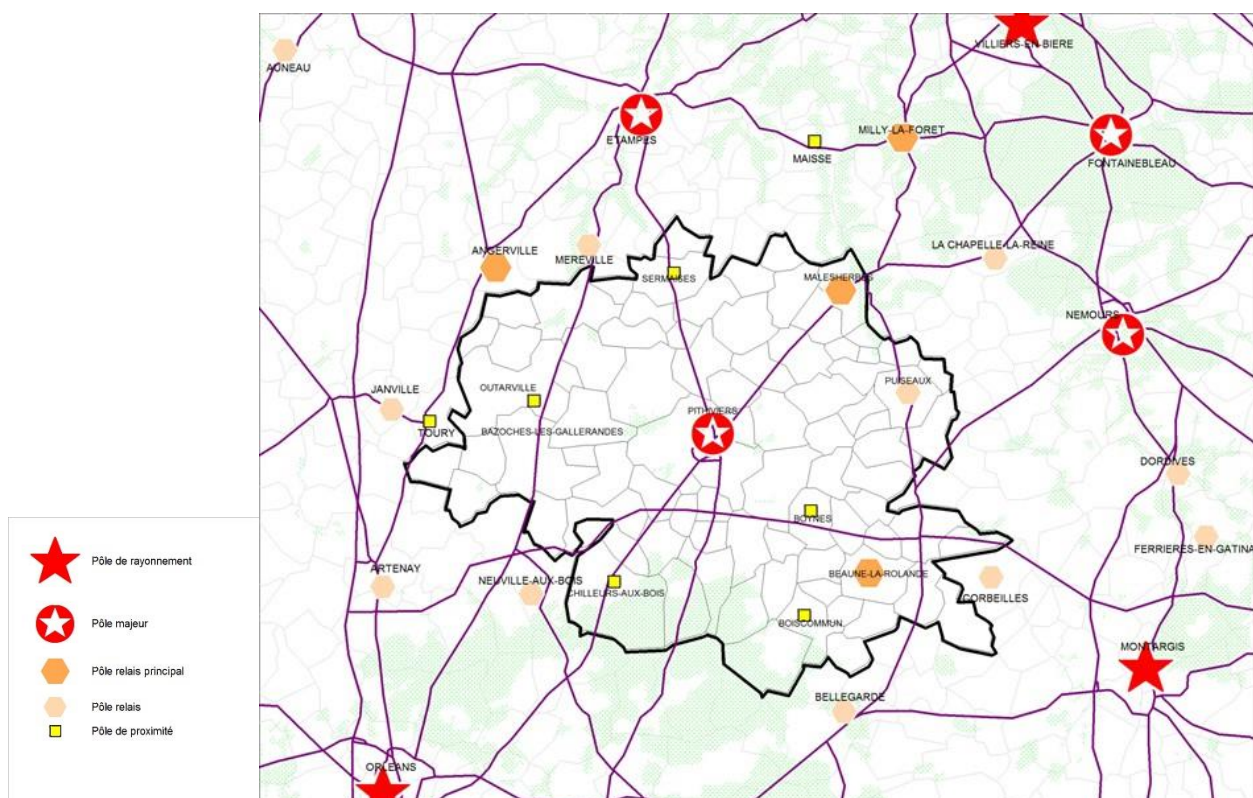 VILLIERS-EN-BIERE
AUNEAU
ETAMPES
MILLY-LA-FORET
MAISSE
FONTAINEBLEAU
ANGERVILLE
MEREVILLE
LA CHAPELLE-LA-REINE
SERMAISES
MALESHERBES
NEMOURS
JANVILLE
OUTARVILLE
PUISEAUX
TOURY
BAZOCHES-LES-GALLERANDES
PITHIVIERS
DORDIVES
BOYNES
FERRIERES-EN-GATINA
ARTENAY
NEUVILLE-AUX-BOIS
CHILLEURS-AUX-BOIS
BEAUNE-LA-ROLANDE
CORBEILLES
BOISCOMMUN
MONTARGIS
BELLEGARDE
ORLEANS
Pôle de rayonnement
Pôle majeur
Pôle relais principal
Pôle relais
Pôle de proximité